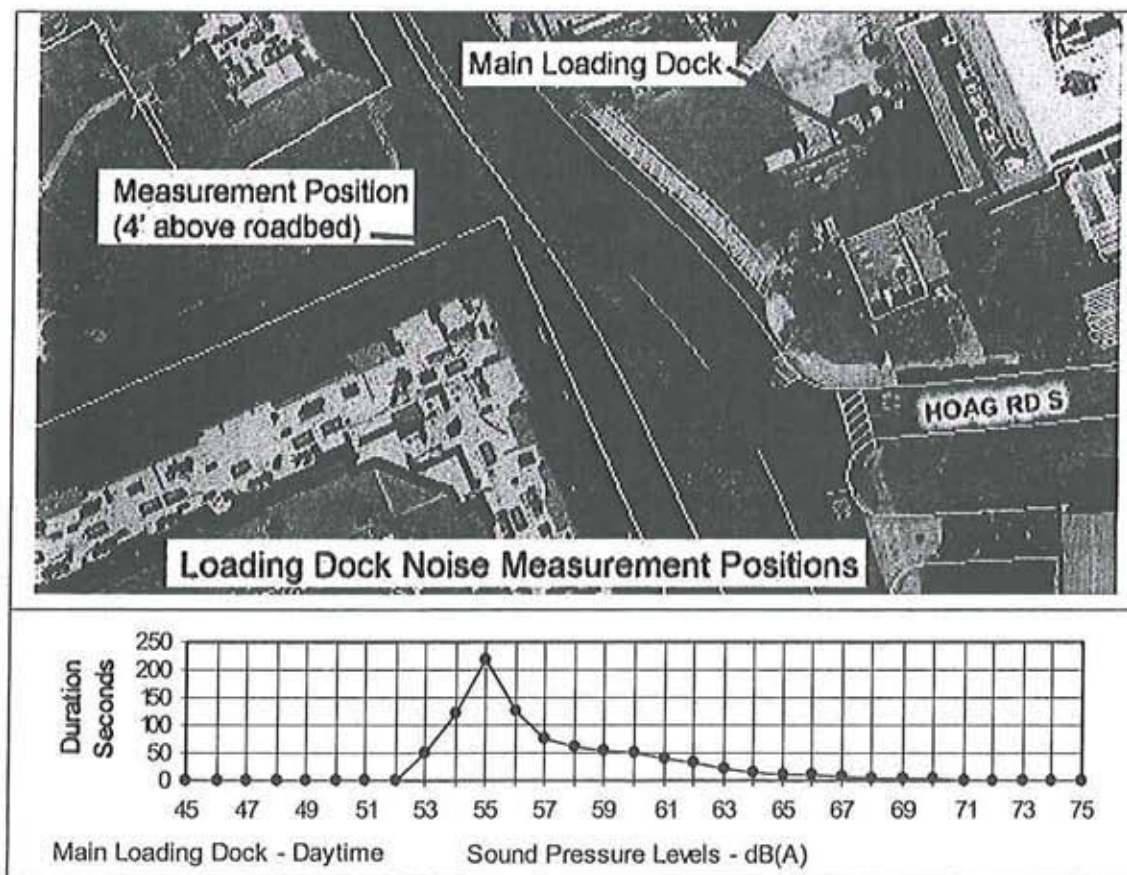 Main Loading Dock
Measurement Position
(4' above roadbed)
HOAG RD S
Loading Dock Noise Measurement Positions
Duration
Seconds
250
200
150
100
50
0
45 47 49 51 53 55 57 59 61 63 65 67 69 71 73 75
Main Loading Dock - Daytime Sound Pressure Levels - dB(A)